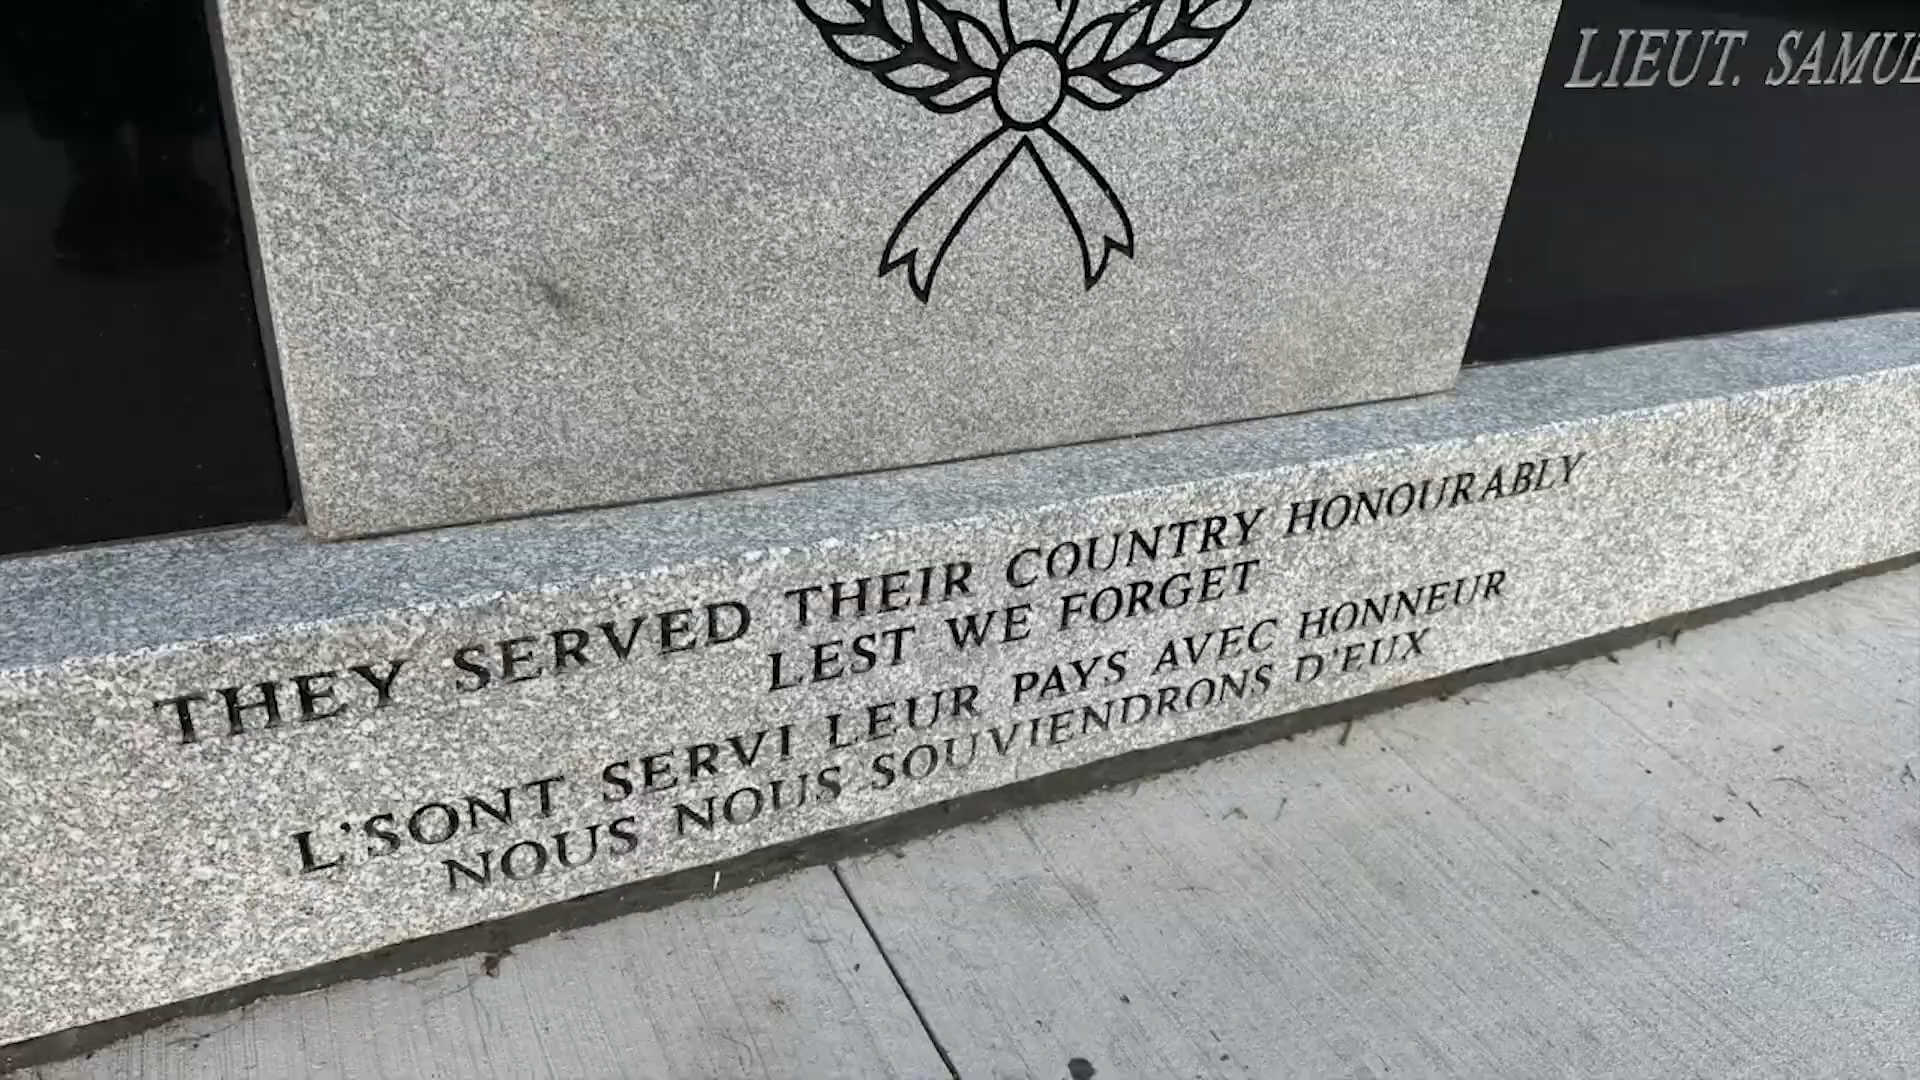 LIEUT.
THEY SERVED THEIR COUNTRY HONOURABLY
LEST WE FORGET
L'SONT SERVI LEUR PAYS AVEC HONNEUR
NOUS NOUS SOUVIENDRONS D'EUX